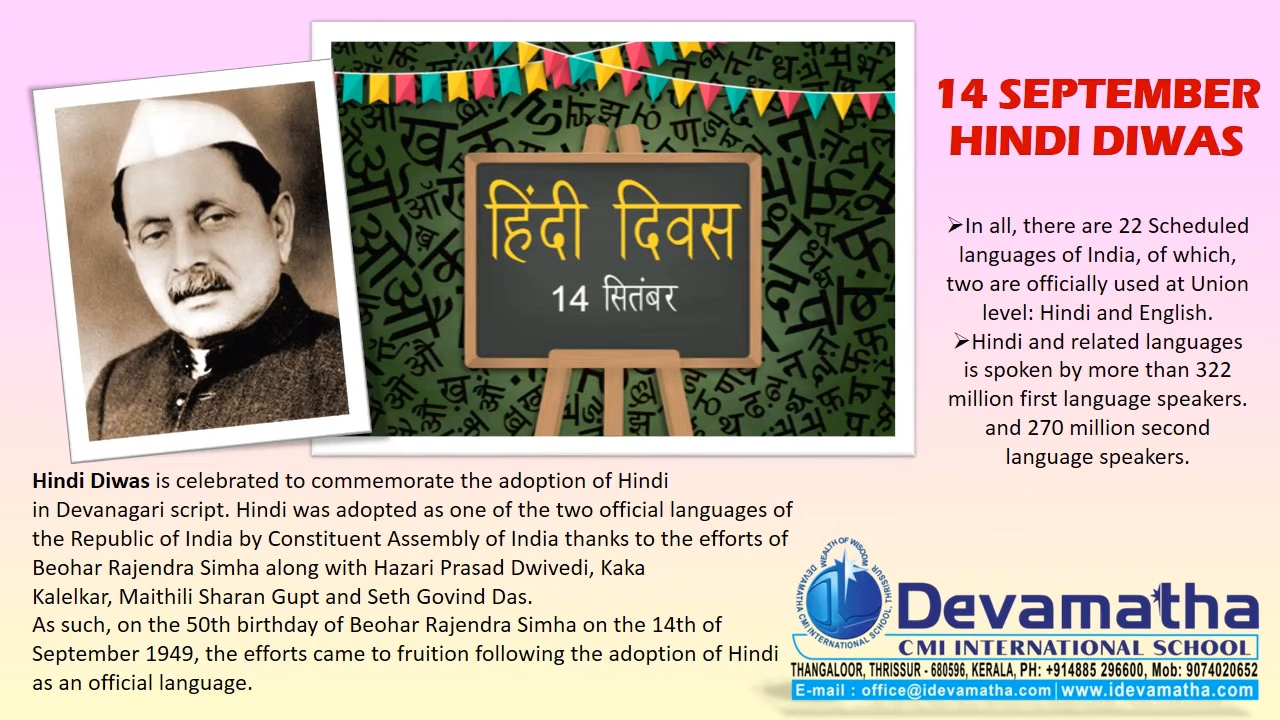 हिंदी दिवस
14 सितंबर
14 SEPTEMBER
HINDI DIWAS
➢In all, there are 22 Scheduled
languages of India, of which,
two are officially used at Union
level: Hindi and English.
➢Hindi and related languages
is spoken by more than 322
million first language speakers.
and 270 million second
language speakers.
Hindi Diwas is celebrated to commemorate the adoption of Hindi
in Devanagari script. Hindi was adopted as one of the two official languages of
the Republic of India by Constituent Assembly of India thanks to the efforts of
Beohar Rajendra Simha along with Hazari Prasad Dwivedi, Kaka
Kalelkar, Maithili Sharan Gupt and Seth Govind Das.
As such, on the 50th birthday of Beohar Rajendra Simha on the 14th of
September 1949, the efforts came to fruition following the adoption of Hindi
as an official language.
WEALTH OF WISDOM
DEVAMATHA CMI INTERNATIONAL SCHOOL, THRISSUR
Devamatha
CMI INTERNATIONAL SCHOOL
THANGALOOR, THRISSUR - 680596, KERALA, PH: +914885 296600, Mob: 9074020652
E-mail : office@idevamatha.com | www.idevamatha.com